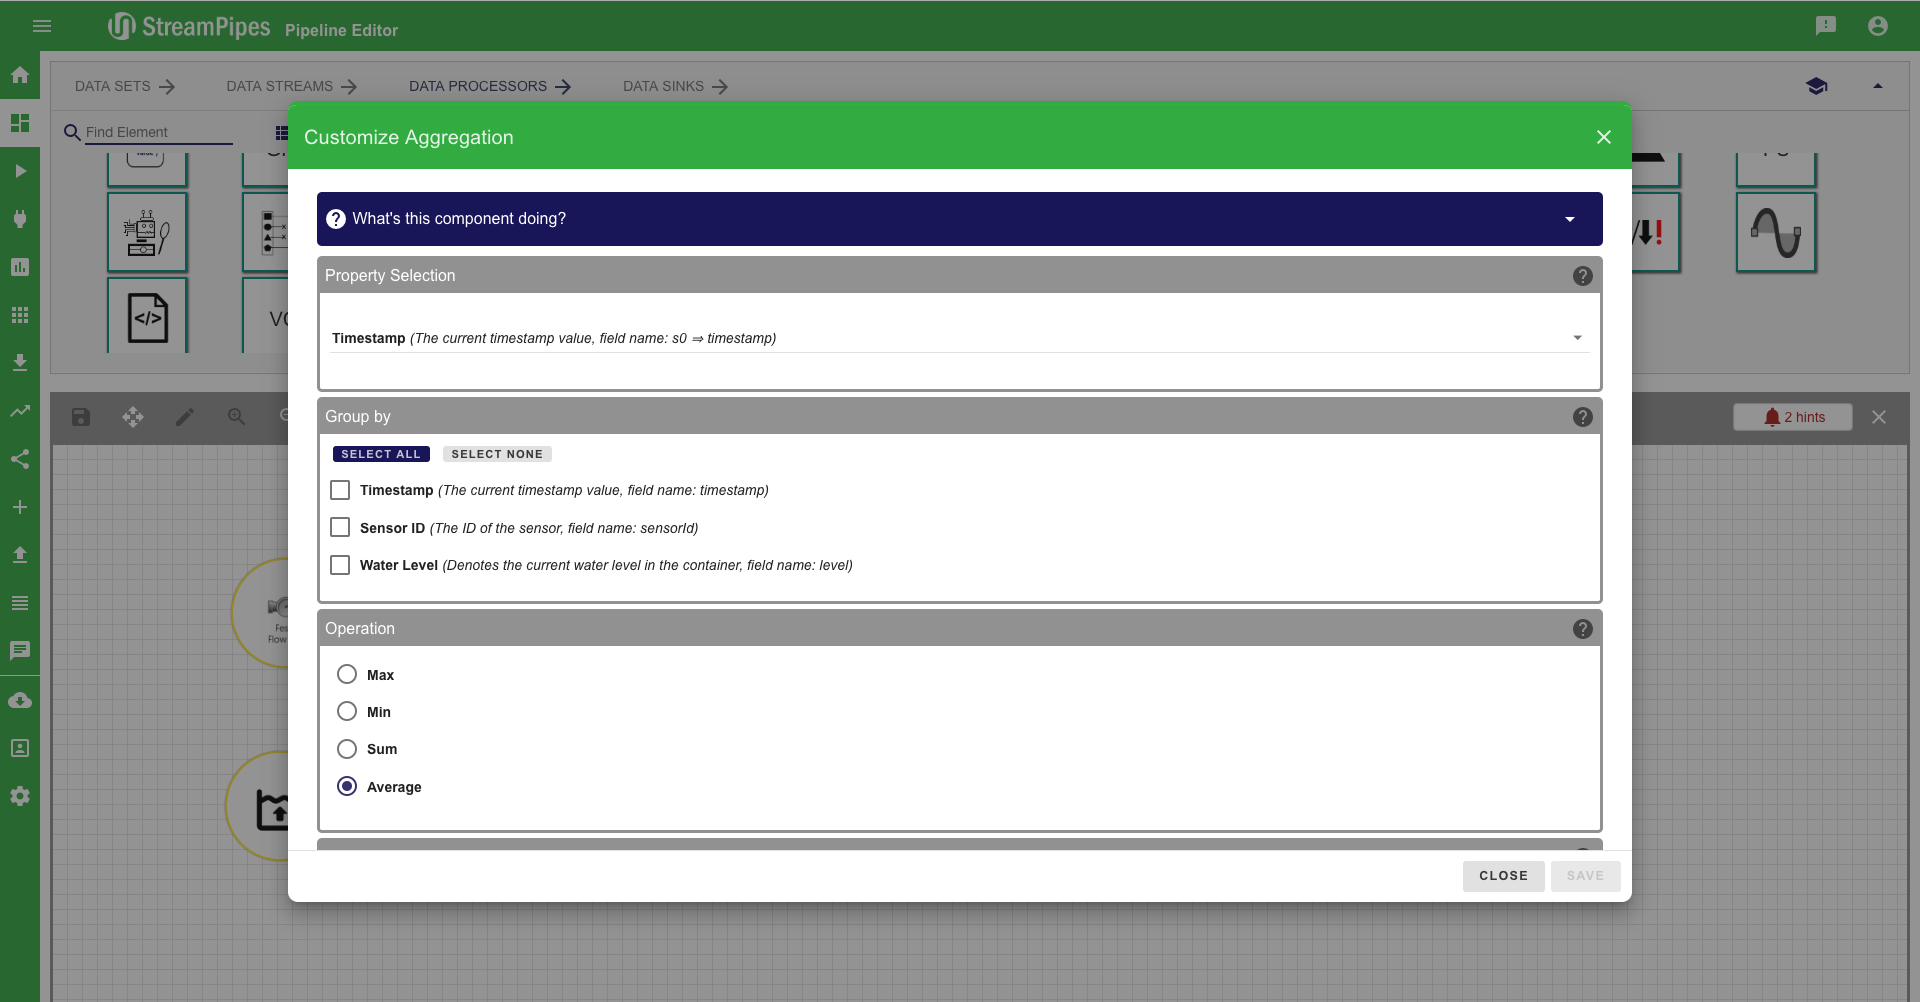 StreamPipes Pipeline Editor
DATA SETS
DATA STREAMS
DATA PROCESSORS
DATA SINKS
Find Element
Customize Aggregation
What's this component doing?
Property Selection
Timestamp (The current timestamp value, field name: s0 ⇒ timestamp)
Group by
2 hints
SELECT ALL
SELECT NONE
Timestamp (The current timestamp value, field name: timestamp)
Sensor ID (The ID of the sensor, field name: sensorId)
Water Level (Denotes the current water level in the container, field name: level)
Flow
Operation
Max
Min
Sum
Average
CLOSE
SAVE